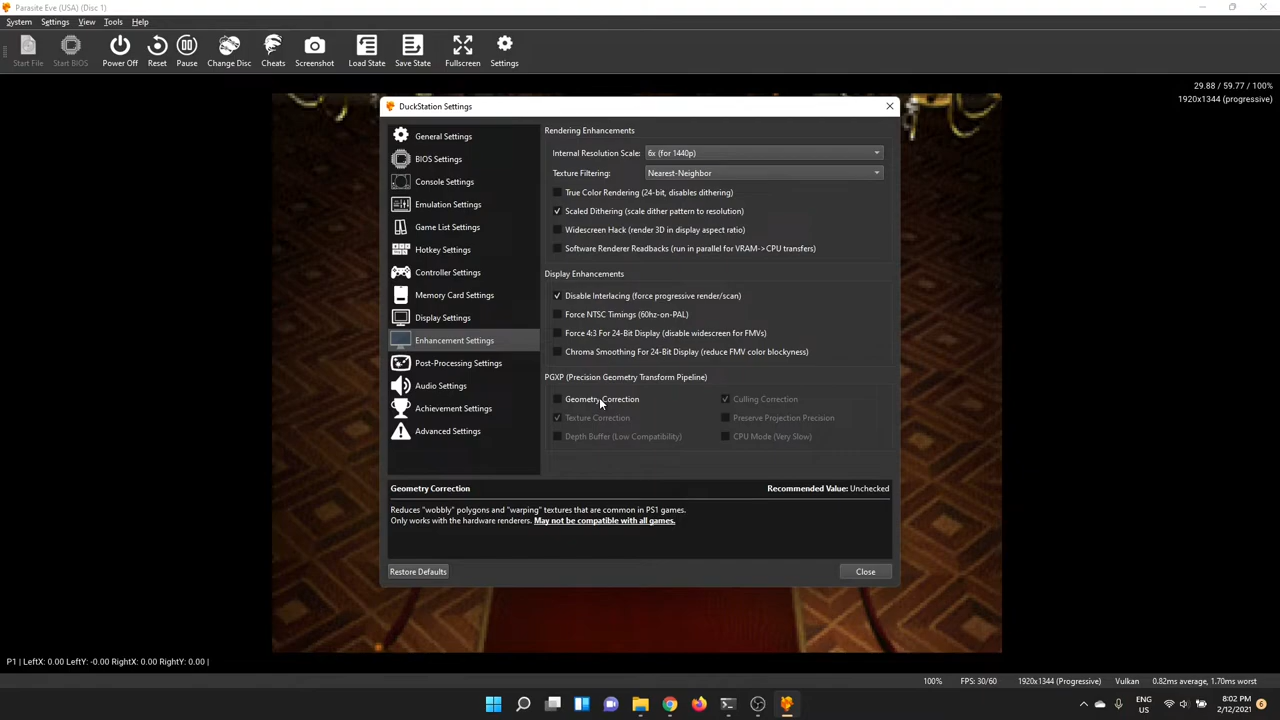 Parasite Eve (USA) (Disc 1)
System Settings View Tools Help
Start File Start BIOS Power Off Reset Pause Change Disc Cheats Screenshot Load State Save State Fullscreen Settings
29.88 / 59.77 / 100%
1920x1344 (progressive)
DuckStation Settings
General Settings
BIOS Settings
Console Settings
Emulation Settings
Game List Settings
Hotkey Settings
Controller Settings
Memory Card Settings
Display Settings
Enhancement Settings
Post-Processing Settings
Audio Settings
Achievement Settings
Advanced Settings
Rendering Enhancements
Internal Resolution Scale: 6x (for 1440p)
Texture Filtering: Nearest-Neighbor
True Color Rendering (24-bit, disables dithering)
Scaled Dithering (scale dither pattern to resolution)
Widescreen Hack (render 3D in display aspect ratio)
Software Renderer Readbacks (run in parallel for VRAM->CPU transfers)
Display Enhancements
Disable Interlacing (force progressive render/scan)
Force NTSC Timings (60hz-on-PAL)
Force 4:3 For 24-Bit Display (disable widescreen for FMVs)
Chroma Smoothing For 24-Bit Display (reduce FMV color blockyness)
PGXP (Precision Geometry Transform Pipeline)
Geometry Correction Culling Correction
Texture Correction Preserve Projection Precision
Depth Buffer (Low Compatibility) CPU Mode (Very Slow)
Geometry Correction Recommended Value: Unchecked
Reduces "wobbly" polygons and "warping" textures that are common in PS1 games.
Only works with the hardware renderers. May not be compatible with all games.
Restore Defaults Close
P1 | LeftX: 0.00 LeftY: -0.00 RightX: 0.00 RightY: 0.00 |
100% FPS: 30/60 1920x1344 (Progressive) Vulkan 0.82ms average, 1.70ms worst
ENG
US
8:02 PM
2/12/2021
6